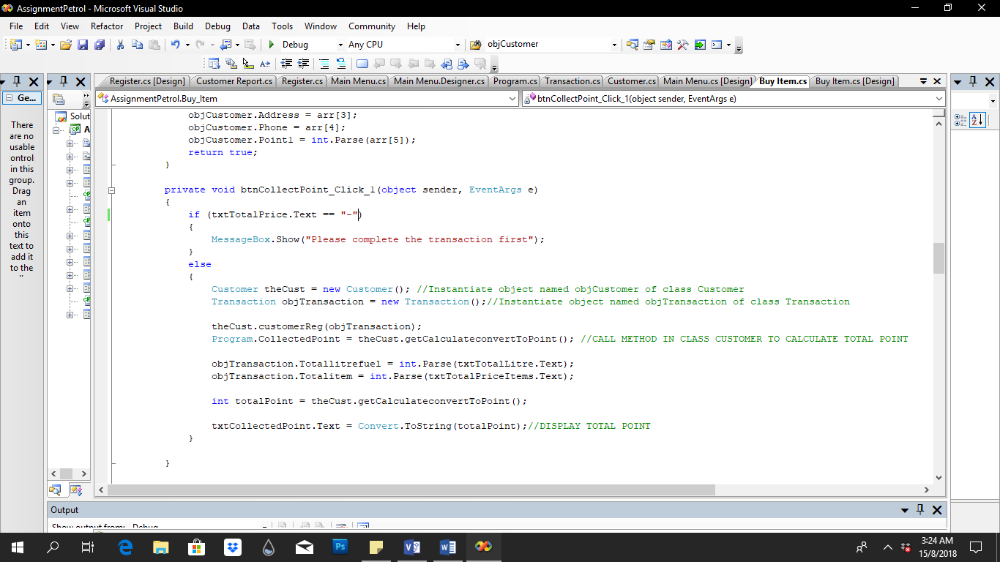 AssignmentPetrol - Microsoft Visual Studio
File Edit View Refactor Project Build Debug Data Tools Window Community Help
Debug Any CPU objCustomer
Register.cs [Design] Customer Report.cs Register.cs Main Menu.cs Main Menu.Designer.cs Program.cs Transaction.cs Customer.cs Main Menu.cs [Design] Buy Item.cs Buy Item.cs [Design]
Ge...
AssignmentPetrol.Buy_Item btnCollectPoint_Click_1(object sender, EventArgs e)
Solut
A
There
are no
usable
control
in this
group.
Drag
an
item
onto
this
text to
add it
to the
objCustomer.Address = arr[3];
objCustomer.Phone = arr[4];
objCustomer.Point1 = int.Parse(arr[5]);
return true;
}
private void btnCollectPoint_Click_1(object sender, EventArgs e)
{
if (txtTotalPrice.Text == "-")
{
MessageBox.Show("Please complete the transaction first");
}
else
{
Customer theCust = new Customer(); //Instantiate object named objCustomer of class Customer
Transaction objTransaction = new Transaction();//Instantiate object named objTransaction of class Transaction
theCust.customerReg(objTransaction);
Program.CollectedPoint = theCust.getCalculateconvertToPoint(); //CALL METHOD IN CLASS CUSTOMER TO CALCULATE TOTAL POINT
objTransaction.Totallitrefuel = int.Parse(txtTotalLitre.Text);
objTransaction.Totalitem = int.Parse(txtTotalPriceItems.Text);
int totalPoint = theCust.getCalculateconvertToPoint();
txtCollectedPoint.Text = Convert.ToString(totalPoint);//DISPLAY TOTAL POINT
}
}
Output
Show output from: Debug
3:24 AM
15/8/2018